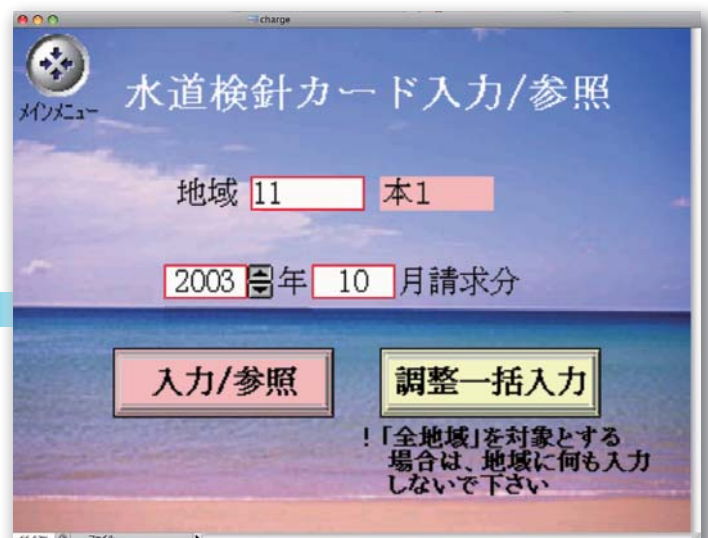 charge
メインメニュー
水道検針カード入力/参照
地域 11 本1
2003 年 10 月請求分
入力/参照 調整一括入力
!「全地域」を対象とする
場合は、地域に何も入力
しないで下さい